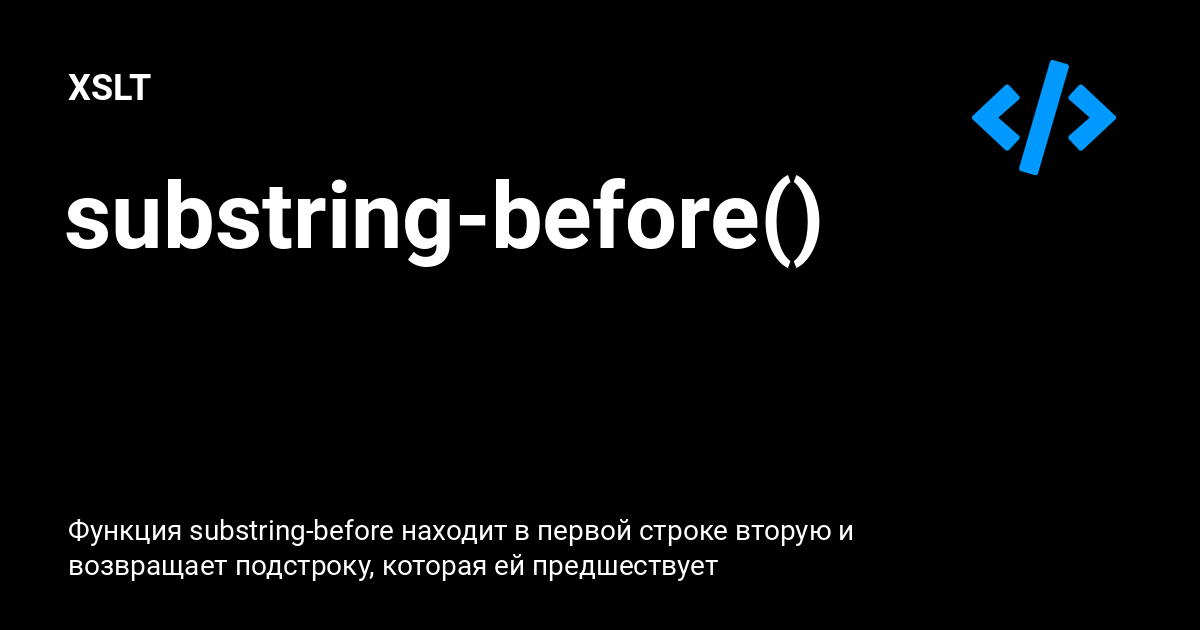 XSLT
substring-before()
Функция substring-before находит в первой строке вторую и
возвращает подстроку, которая ей предшествует